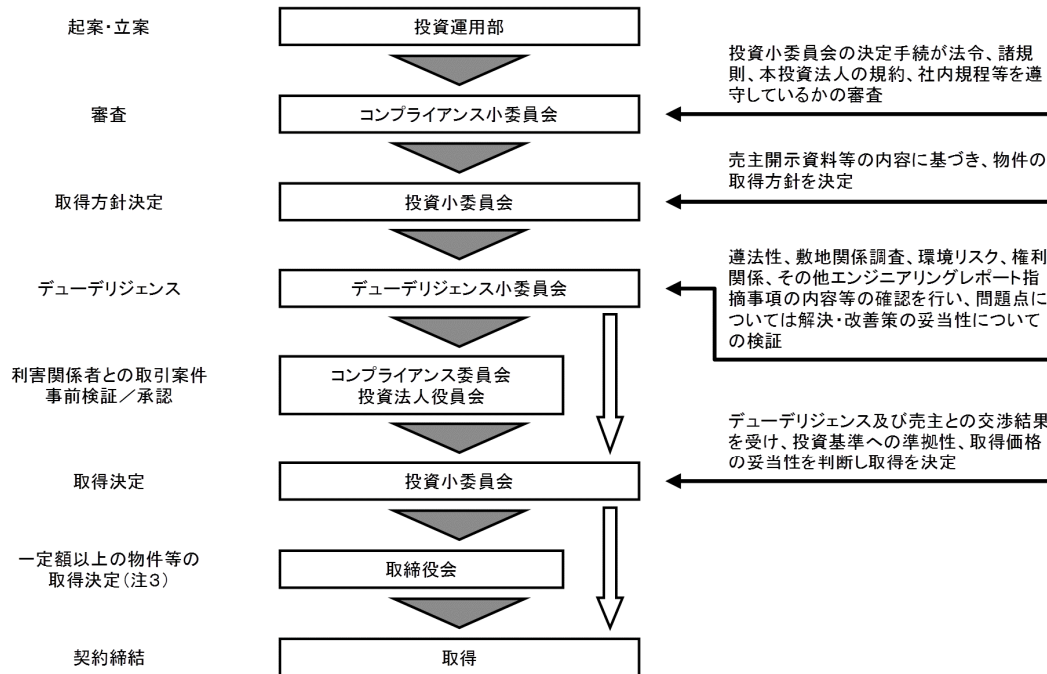 起案・立案
投資運用部
投資小委員会の決定手続が法令、諸規
則、本投資法人の規約、社内規程等を遵
守しているかの審査
審査
コンプライアンス小委員会
売主開示資料等の内容に基づき、物件の
取得方針を決定
取得方針決定
投資小委員会
遵法性、敷地関係調査、環境リスク、権利
関係、その他エンジニアリングレポート指
摘事項の内容等の確認を行い、問題点に
ついては解決・改善策の妥当性について
の検証
デューデリジェンス
デューデリジェンス小委員会
利害関係者との取引案件
事前検証／承認
コンプライアンス委員会
投資法人役員会
デューデリジェンス及び売主との交渉結果
を受け、投資基準への準拠性、取得価格
の妥当性を判断し取得を決定
取得決定
投資小委員会
一定額以上の物件等の
取得決定(注3)
取締役会
契約締結
取得